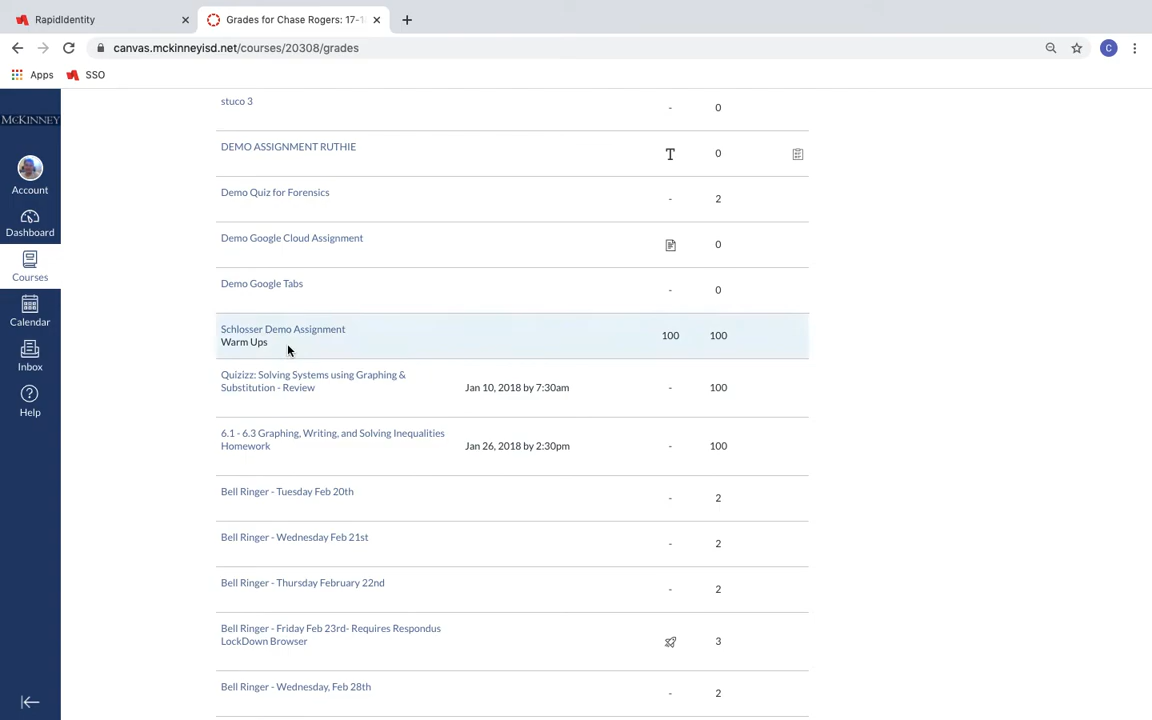 RapidIdentity
Grades for Chase Rogers: 17-1
canvas.mckinneyisd.net/courses/20308/grades
C
Apps
SSO
McKINNEY
Account
Dashboard
Courses
Calendar
Inbox
Help
stuco 3 - 0
DEMO ASSIGNMENT RUTHIE 0
Demo Quiz for Forensics - 2
Demo Google Cloud Assignment 0
Demo Google Tabs - 0
Schlosser Demo Assignment
Warm Ups 100 100
Quizizz: Solving Systems using Graphing &
Substitution - Review Jan 10, 2018 by 7:30am - 100
6.1 - 6.3 Graphing, Writing, and Solving Inequalities
Homework Jan 26, 2018 by 2:30pm - 100
Bell Ringer - Tuesday Feb 20th - 2
Bell Ringer - Wednesday Feb 21st - 2
Bell Ringer - Thursday February 22nd - 2
Bell Ringer - Friday Feb 23rd- Requires Respondus
LockDown Browser 3
Bell Ringer - Wednesday, Feb 28th - 2